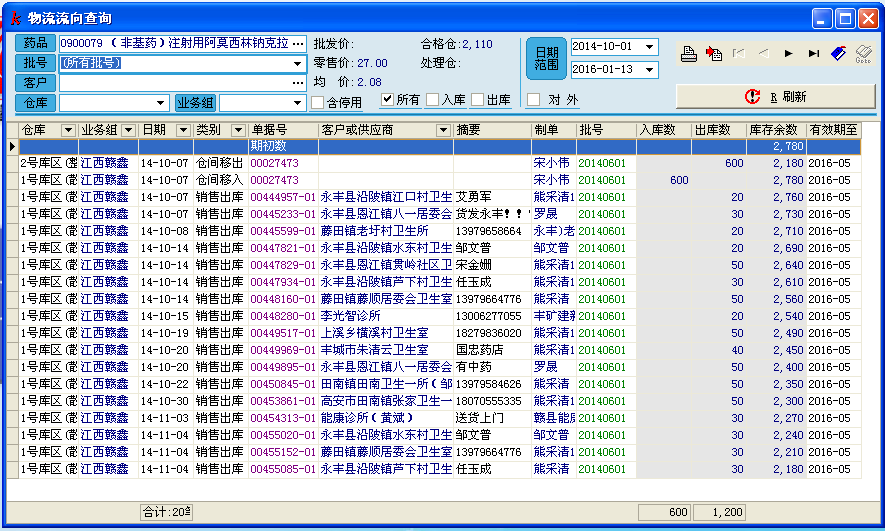 物流流向查询
药品 0900079 (非基药)注射用阿莫西林钠克拉 ... 批发价: 合格仓:2,110 日期范围 2014-10-01
批号 (所有批号) 零售价: 27.00 处理仓: 2016-01-13
客户 ... 均 价: 2.08
仓库 业务组 含停用 所有 入库 出库 对 外 R 刷新
仓库 业务组 日期 类别 单据号 客户或供应商 摘要 制单 批号 入库数 出库数 库存余数 有效期至
期初数 2,780
2号库区 江西赣鑫 14-10-07 仓间移出 00027473 宋小伟 20140601 600 2,180 2016-05
1号库区 江西赣鑫 14-10-07 仓间移入 00027473 宋小伟 20140601 600 2,780 2016-05
1号库区 江西赣鑫 14-10-07 销售出库 00444957-01 永丰县沿陂镇江口村卫生 艾勇军 熊采清1 20140601 20 2,760 2016-05
1号库区 江西赣鑫 14-10-07 销售出库 00445233-01 永丰县恩江镇八一居委会 货发永丰!!' 罗晟 20140601 30 2,730 2016-05
1号库区 江西赣鑫 14-10-08 销售出库 00445599-01 藤田镇老圩村卫生所 13979658664 永丰)老 20140601 20 2,710 2016-05
1号库区 江西赣鑫 14-10-14 销售出库 00447821-01 永丰县沿陂镇水东村卫生 邹文普 邹文普 20140601 20 2,690 2016-05
1号库区 江西赣鑫 14-10-14 销售出库 00447829-01 永丰县恩江镇贯岭社区卫 宋金姗 熊采清1 20140601 50 2,640 2016-05
1号库区 江西赣鑫 14-10-14 销售出库 00447934-01 永丰县沿陂镇芦下村卫生 任玉成 熊采清1 20140601 30 2,610 2016-05
1号库区 江西赣鑫 14-10-14 销售出库 00448160-01 藤田镇藤顺居委会卫生室 13979664776 熊采清 20140601 50 2,560 2016-05
1号库区 江西赣鑫 14-10-15 销售出库 00448280-01 李光智诊所 13006277055 丰矿建新 20140601 20 2,540 2016-05
1号库区 江西赣鑫 14-10-19 销售出库 00449517-01 上溪乡横溪村卫生室 18279836020 熊采清1 20140601 50 2,490 2016-05
1号库区 江西赣鑫 14-10-20 销售出库 00449969-01 丰城市朱清云卫生室 国忠药店 熊采清1 20140601 40 2,450 2016-05
1号库区 江西赣鑫 14-10-20 销售出库 00449895-01 永丰县恩江镇八一居委会 有中药 罗晟 20140601 50 2,400 2016-05
1号库区 江西赣鑫 14-10-22 销售出库 00450845-01 田南镇田南卫生一所(邹 13979584626 熊采清 20140601 50 2,350 2016-05
1号库区 江西赣鑫 14-10-30 销售出库 00453861-01 高安市田南镇张家卫生一 18070555335 熊采清 20140601 50 2,300 2016-05
1号库区 江西赣鑫 14-11-03 销售出库 00454313-01 能康诊所(黄斌) 送货上门 赣县能康 20140601 30 2,270 2016-05
1号库区 江西赣鑫 14-11-04 销售出库 00455020-01 永丰县沿陂镇水东村卫生 邹文普 邹文普 20140601 30 2,240 2016-05
1号库区 江西赣鑫 14-11-04 销售出库 00455152-01 藤田镇藤顺居委会卫生室 13979664776 熊采清 20140601 30 2,210 2016-05
1号库区 江西赣鑫 14-11-04 销售出库 00455085-01 永丰县沿陂镇芦下村卫生 任玉成 熊采清 20140601 30 2,180 2016-05
合计:20 600 1,200